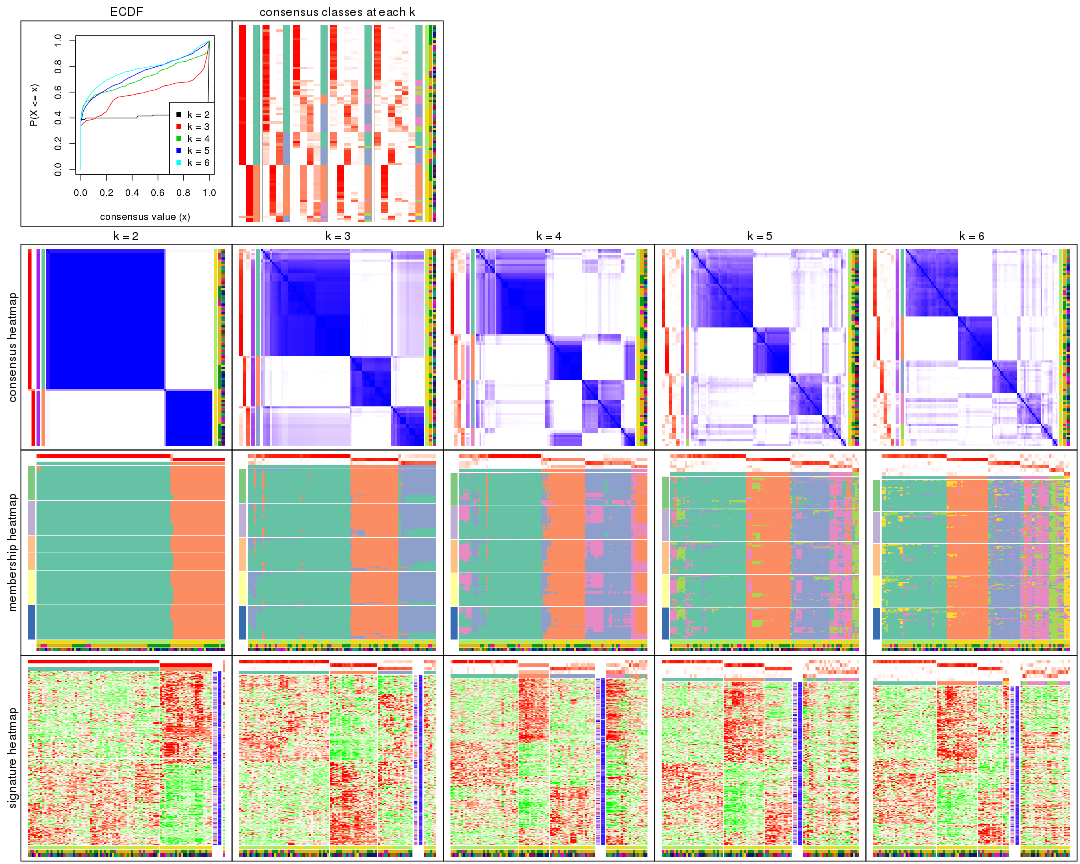 ECDF
consensus classes at each k
P(X <= x)
0.0
0.2
0.4
0.6
0.8
1.0
k = 2
k = 3
k = 4
k = 5
k = 6
0.0 0.2 0.4 0.6 0.8 1.0
consensus value (x)
k = 2
k = 3
k = 4
k = 5
k = 6
consensus heatmap
membership heatmap
signature heatmap